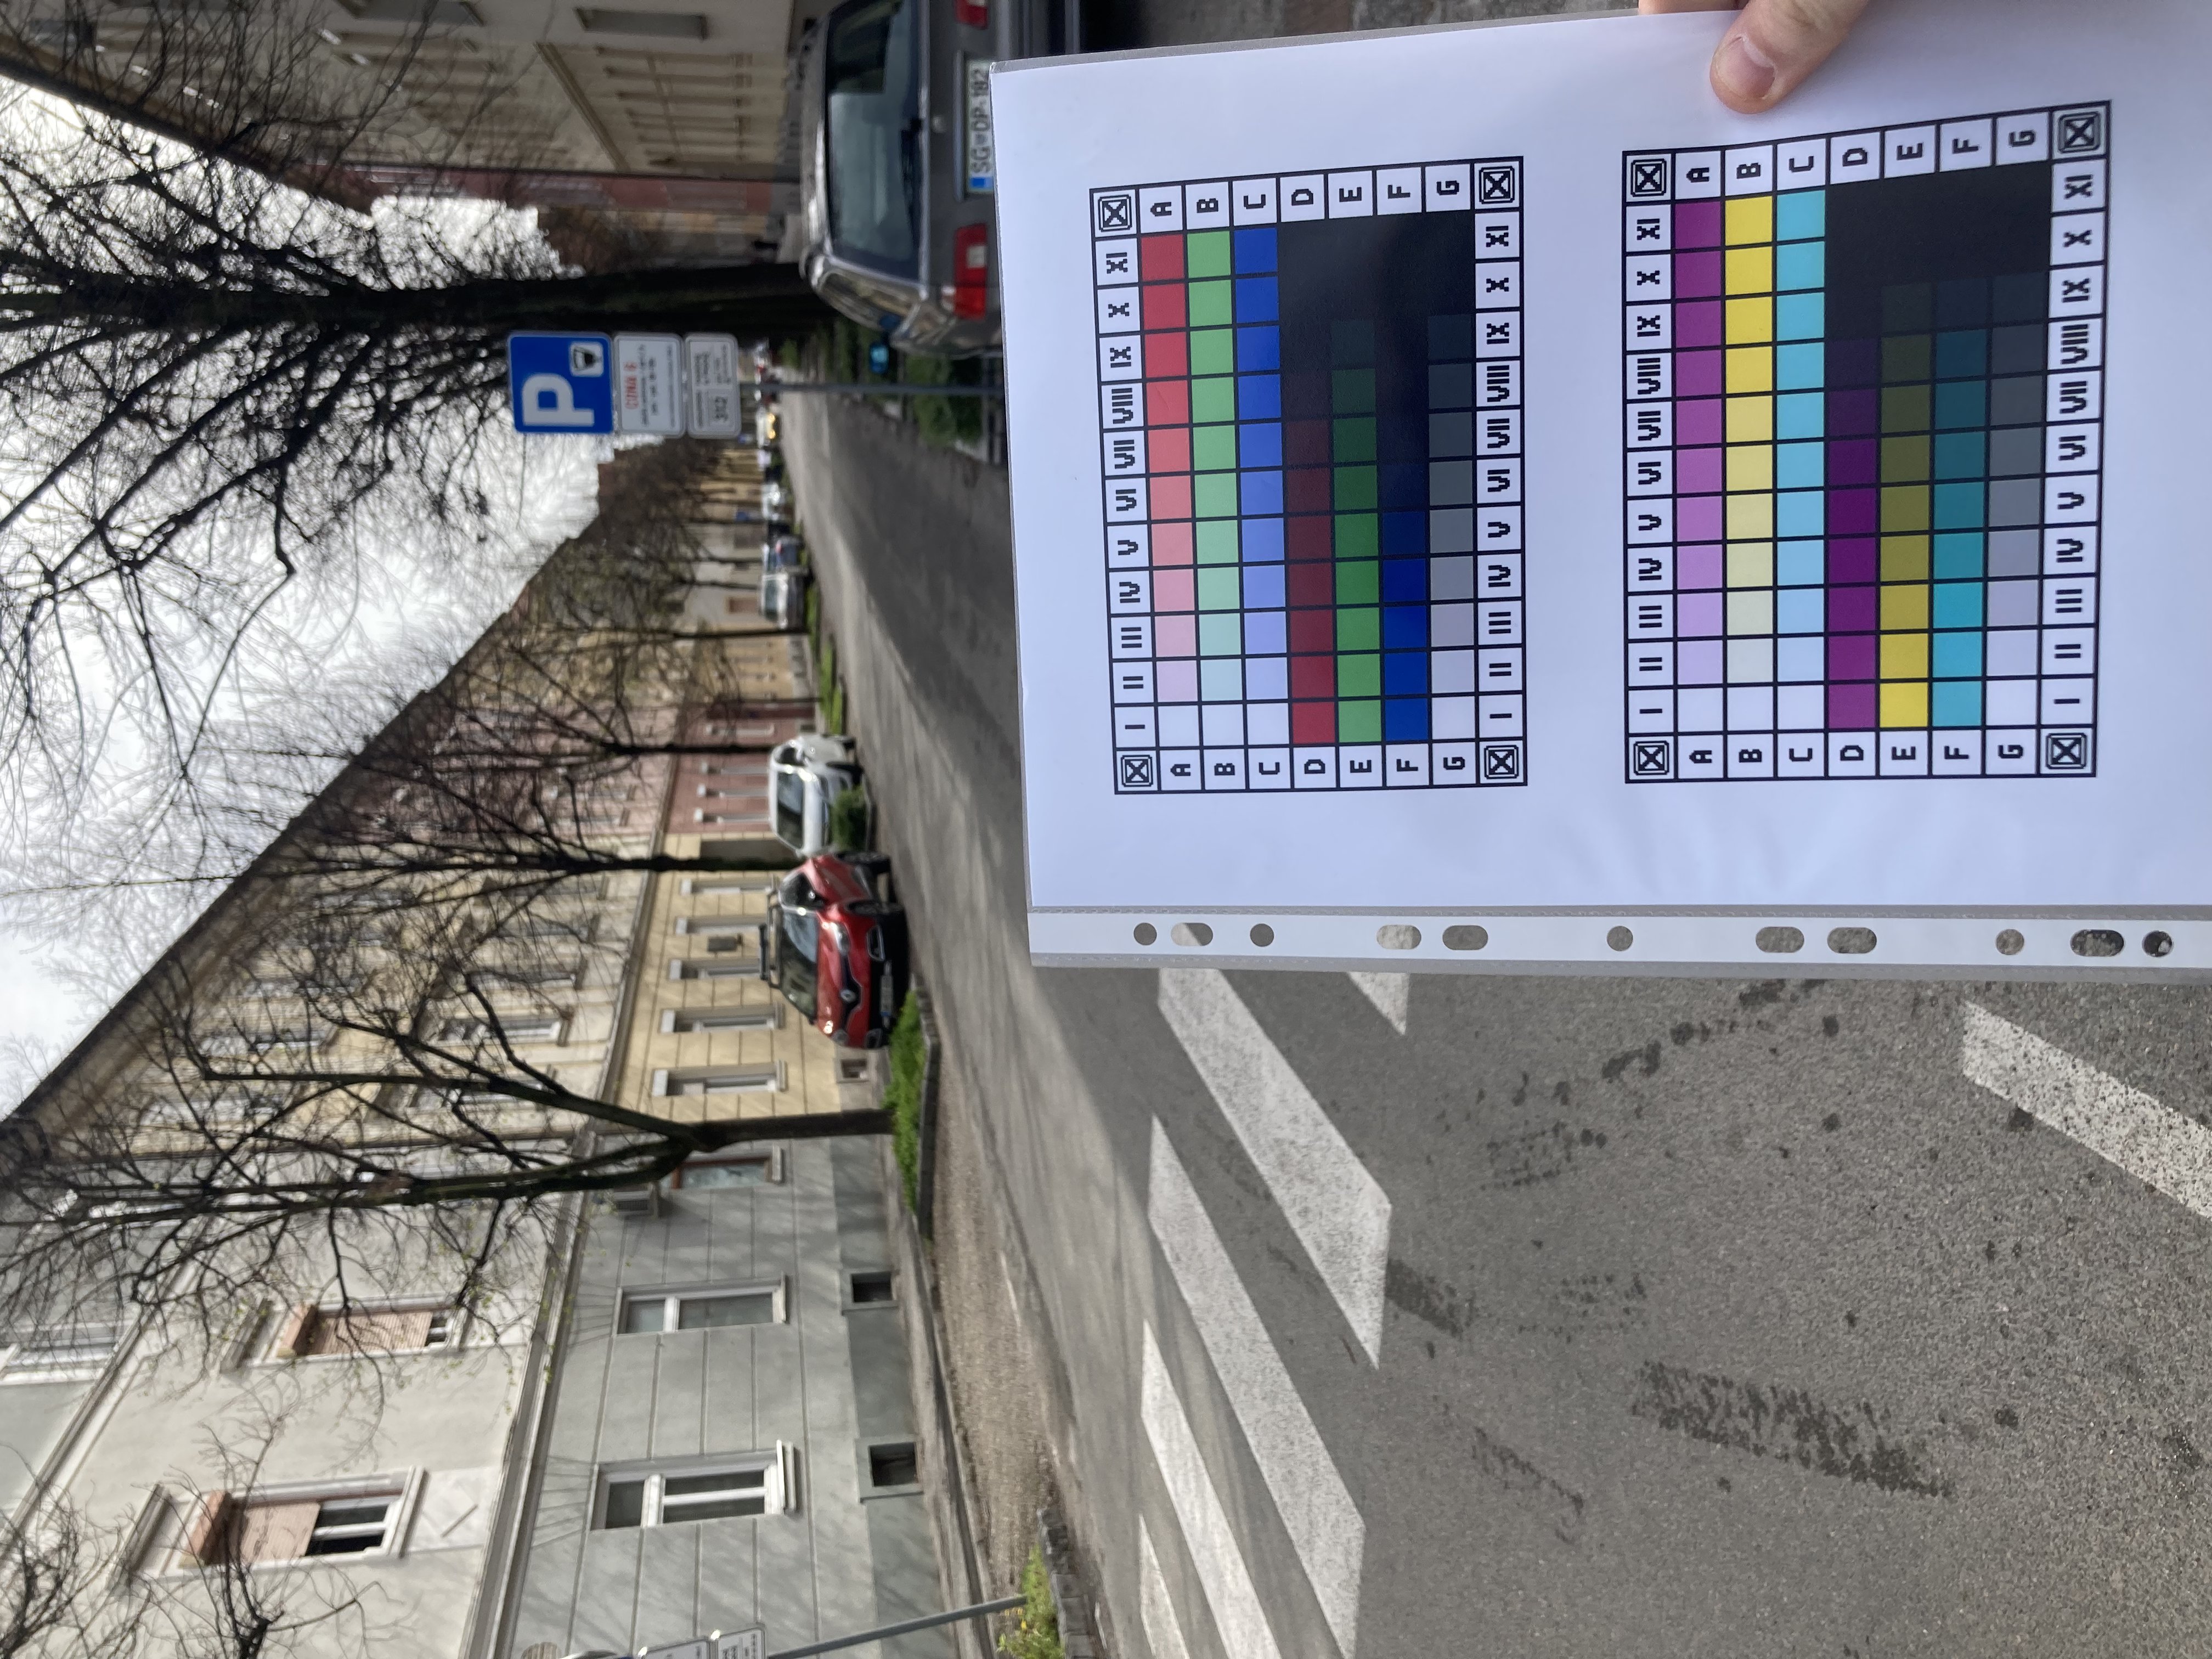 P
CONA 6
312
SG DP-182
I II III IV V VI VII VIII IX X XI
A A
B B
C C
D D
E E
F F
G G
I II III IV V VI VII VIII IX X XI
I II III IV V VI VII VIII IX X XI
A A
B B
C C
D D
E E
F F
G G
I II III IV V VI VII VIII IX X XI